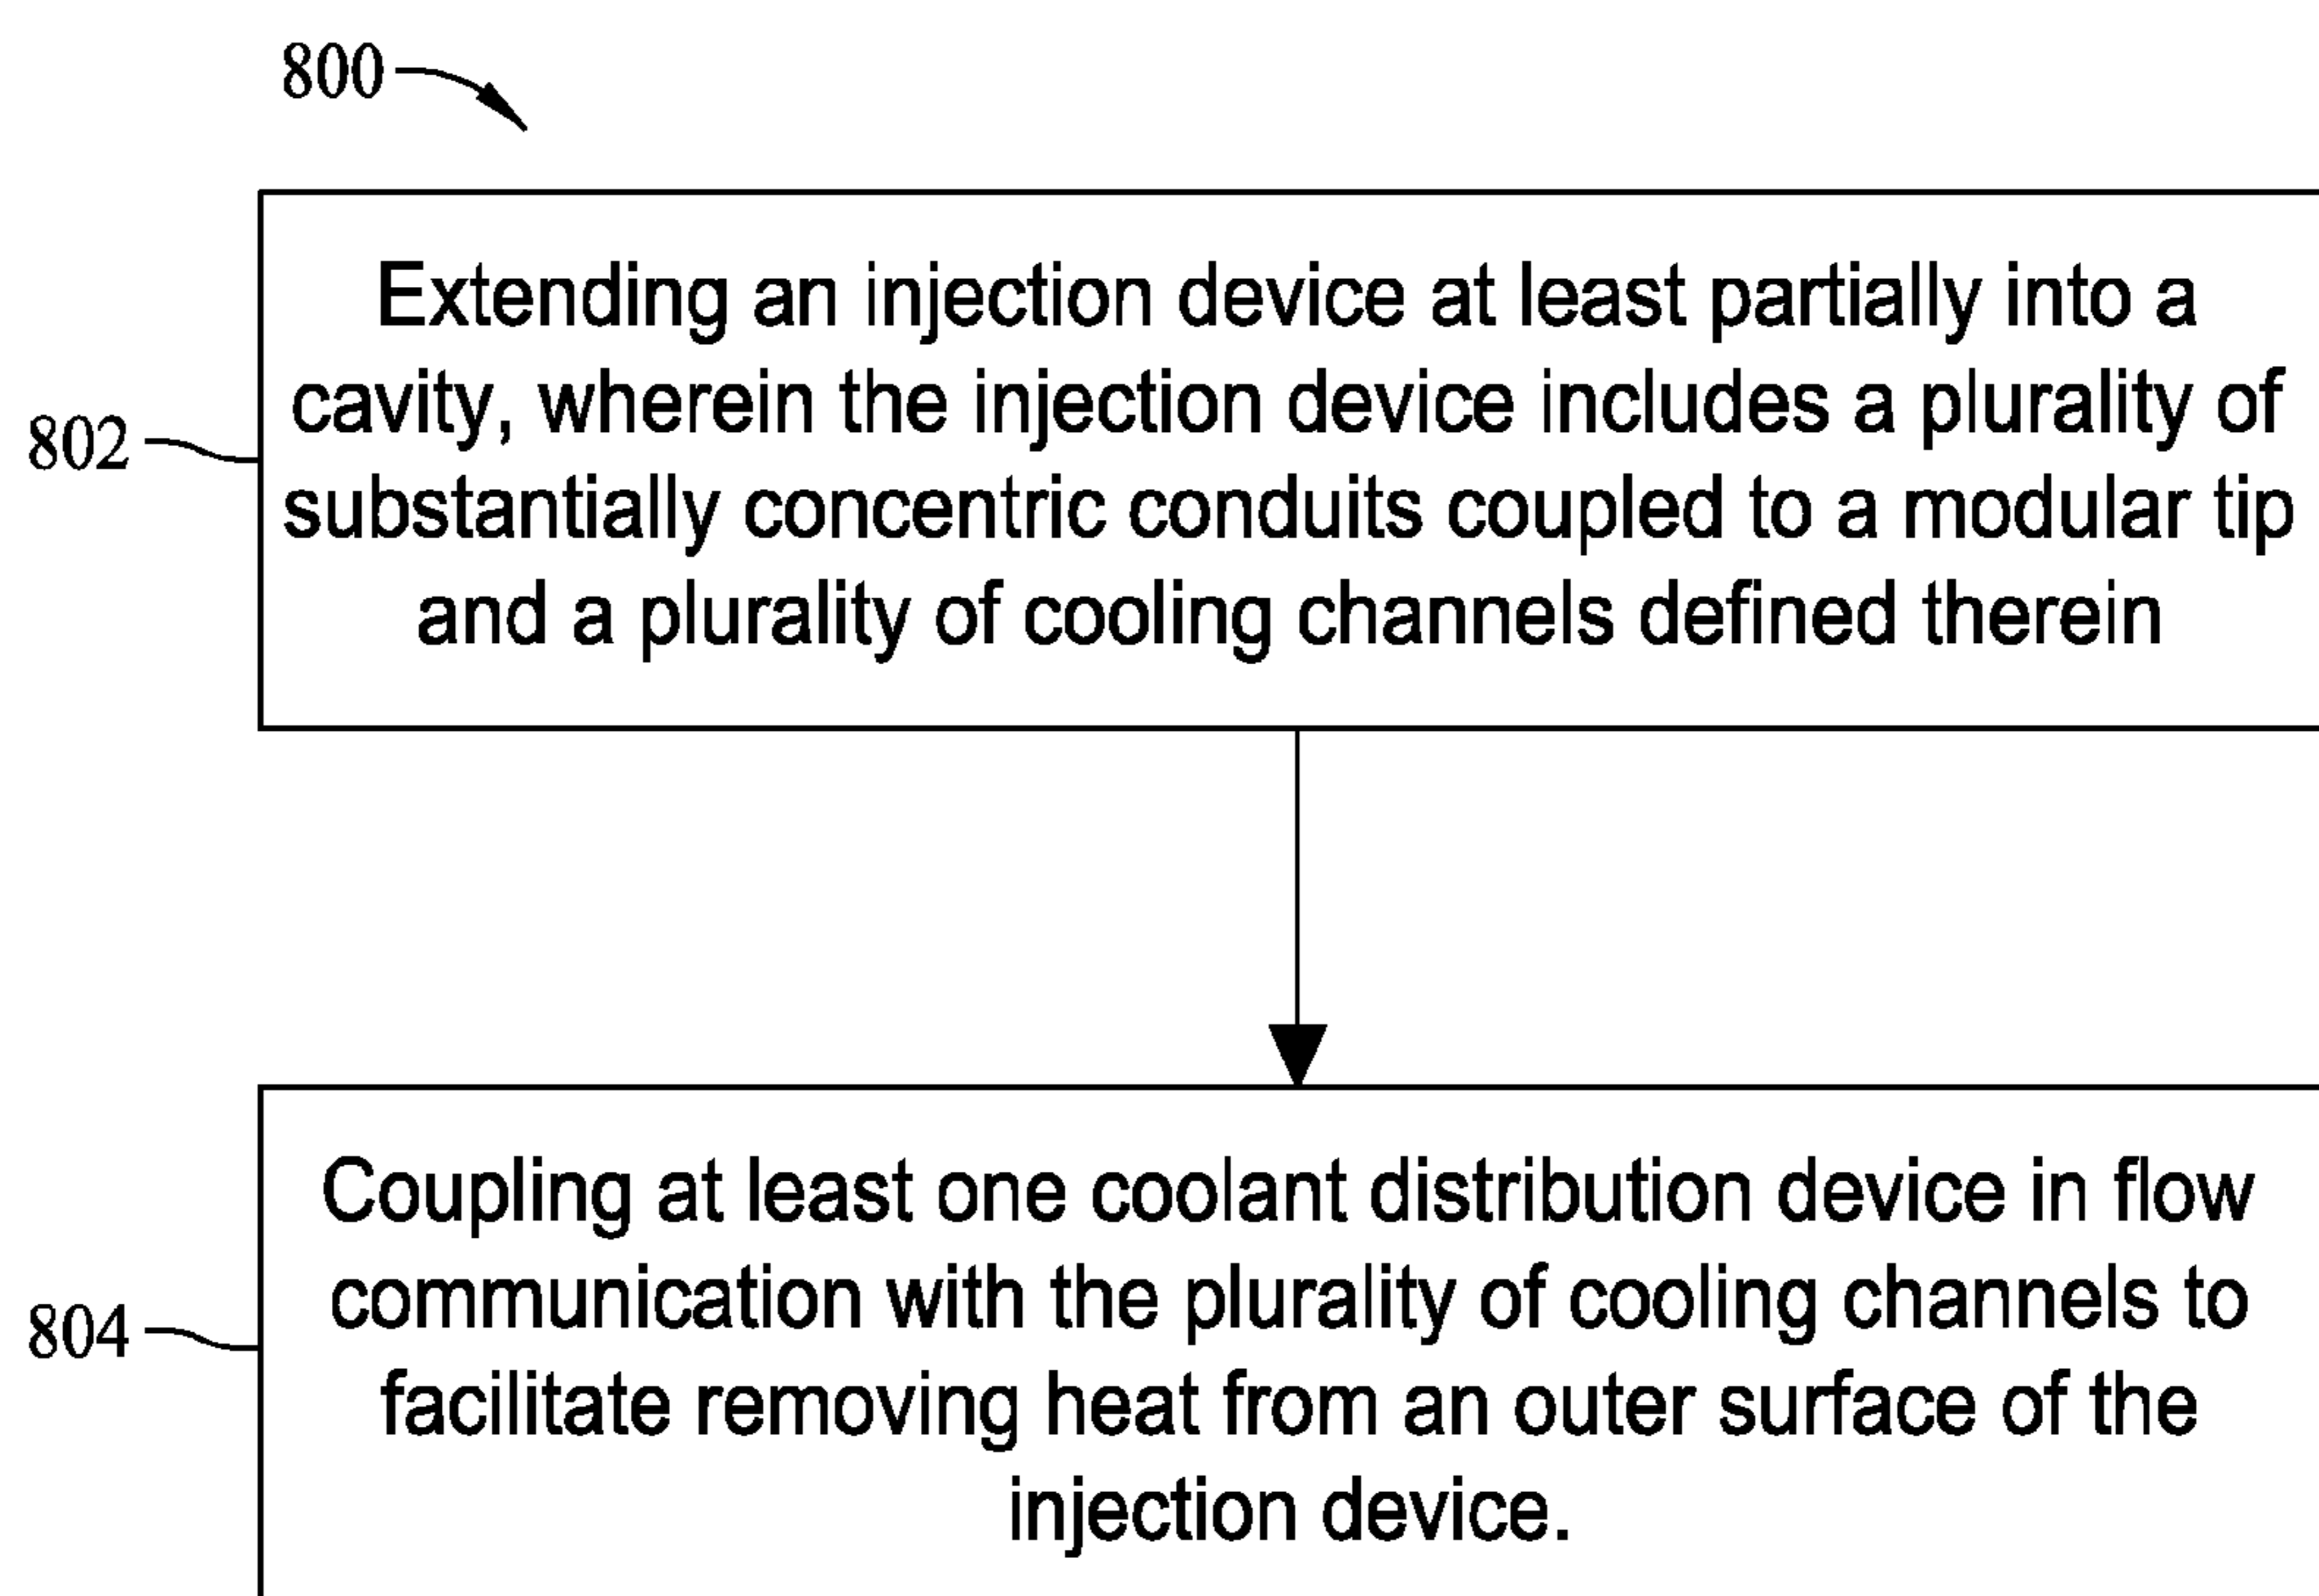 800
Extending an injection device at least partially into a
cavity, wherein the injection device includes a plurality of
802
substantially concentric conduits coupled to a modular tip
and a plurality of cooling channels defined therein
Coupling at least one coolant distribution device in flow
communication with the plurality of cooling channels to
804
facilitate removing heat from an outer surface of the
injection device.